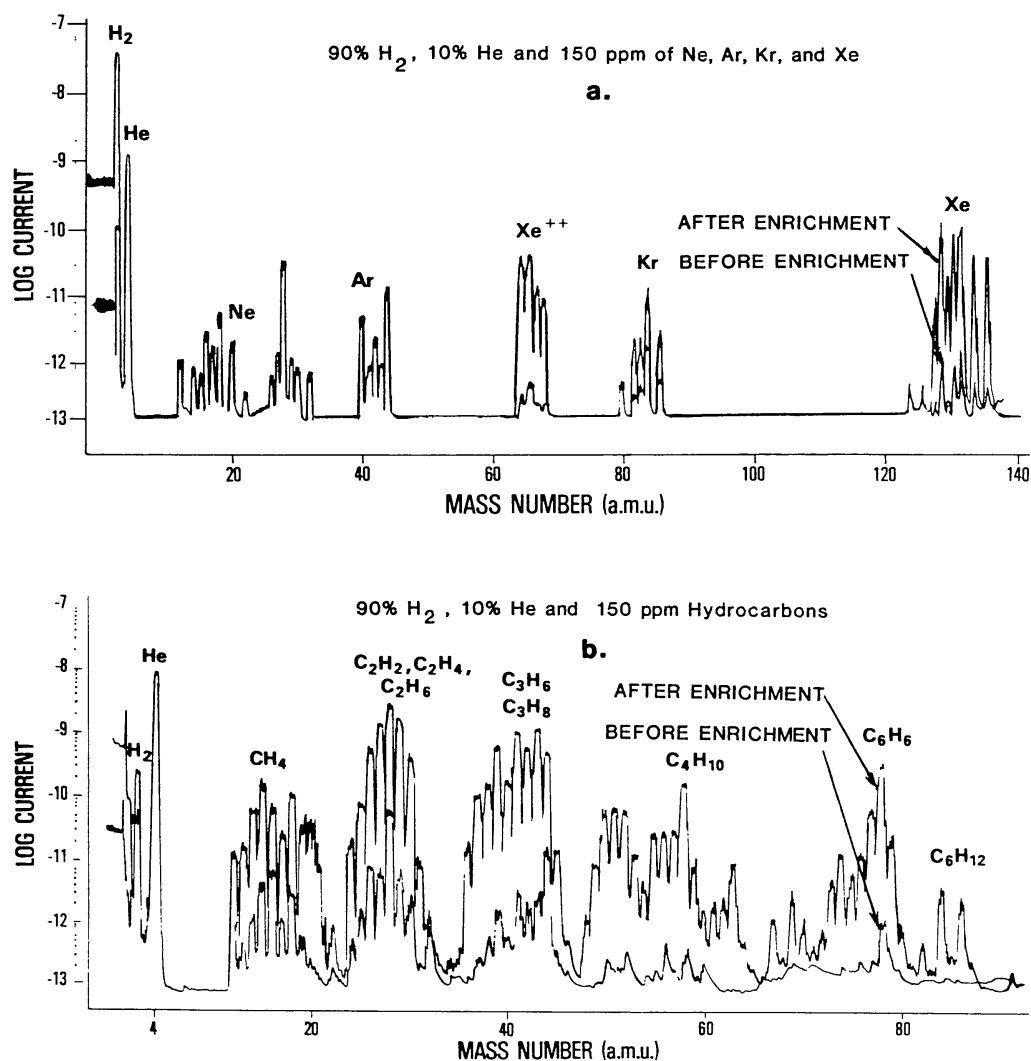 90% H2, 10% He and 150 ppm of Ne, Ar, Kr, and Xe
a.
LOG CURRENT
-7
-8
-9
-10
-11
-12
-13
H2
He
Ne
Ar
Xe++
Kr
Xe
AFTER ENRICHMENT
BEFORE ENRICHMENT
20 40 60 80 100 120 140
MASS NUMBER (a.m.u.)
90% H2 , 10% He and 150 ppm Hydrocarbons
b.
LOG CURRENT
-7
-8
-9
-10
-11
-12
-13
H2
He
CH4
C2H2, C2H4,
C2H6
C3H6
C3H8
C4H10
AFTER ENRICHMENT
BEFORE ENRICHMENT
C6H6
C6H12
4 20 40 60 80
MASS NUMBER (a.m.u.)